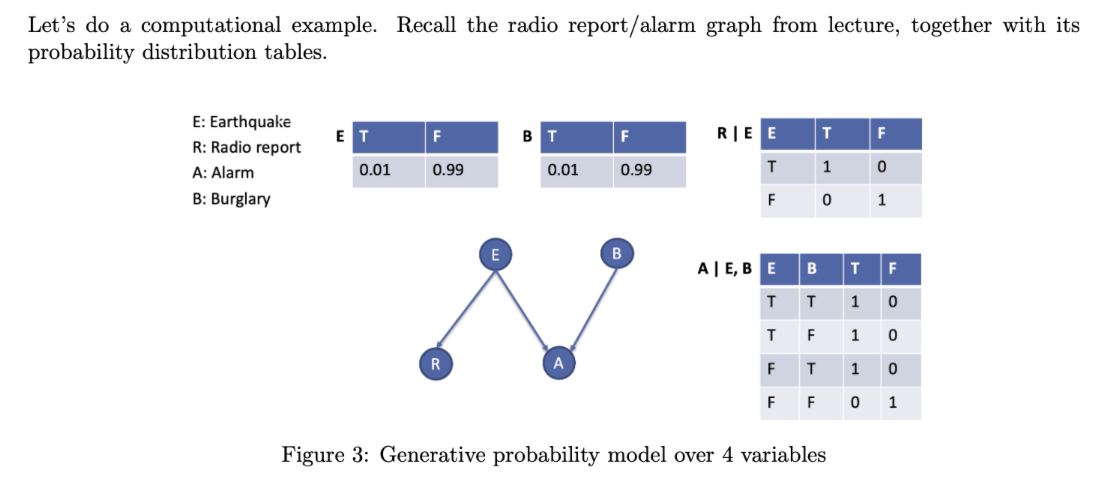 Let's do a computational example. Recall the radio report/alarm graph from lecture, together with its
probability distribution tables.
E: Earthquake
R: Radio report
A: Alarm
B: Burglary
E T F
0.01 0.99
B T F
0.01 0.99
R | E E T F
T 1 0
F 0 1
E
B
R
A
A | E, B E B T F
T T 1 0
T F 1 0
F T 1 0
F F 0 1
Figure 3: Generative probability model over 4 variables